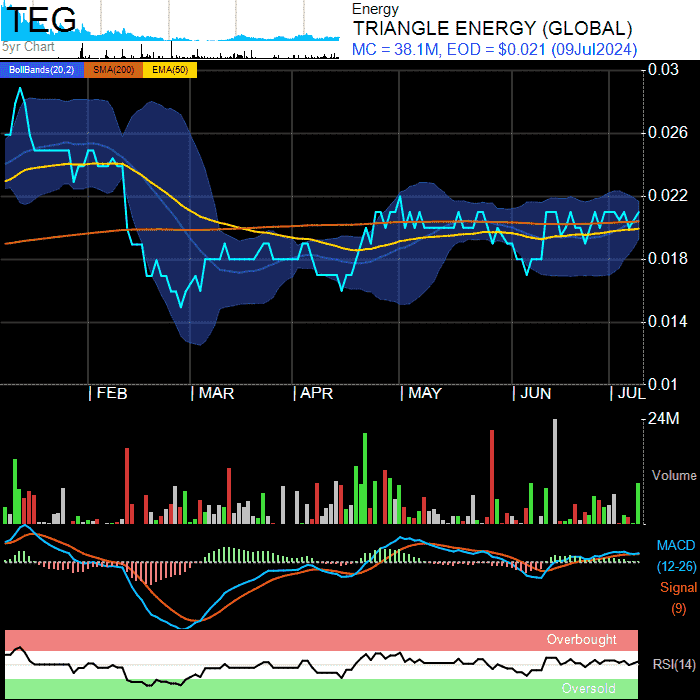 TEG
5yr Chart
Energy
TRIANGLE ENERGY (GLOBAL)
MC = 38.1M, EOD = $0.021 (09Jul2024)
BollBands(20,2) SMA(200) EMA(50)
0.03
0.026
0.022
0.018
0.014
0.01
| FEB | MAR | APR | MAY | JUN | JUL
24M
Volume
MACD
(12-26)
Signal
(9)
Overbought
RSI(14)
Oversold